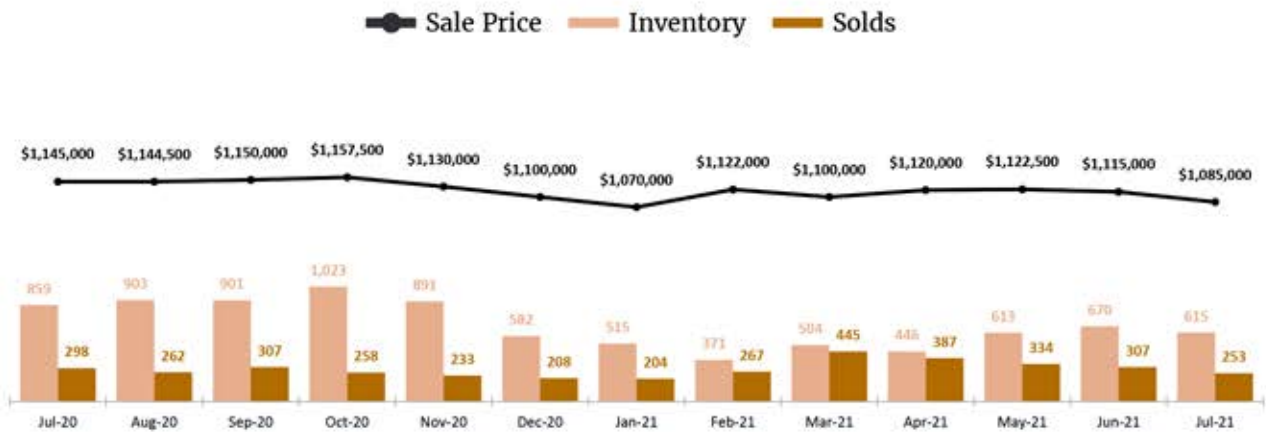 Sale Price Inventory Solds
$1,145,000 $1,144,500 $1,150,000 $1,157,500 $1,130,000 $1,100,000 $1,070,000 $1,122,000 $1,100,000 $1,120,000 $1,122,500 $1,115,000 $1,085,000
859 903 901 1,023 891 582 515 371 504 446 613 670 615
298 262 307 258 233 208 204 267 445 387 334 307 253
Jul-20 Aug-20 Sep-20 Oct-20 Nov-20 Dec-20 Jan-21 Feb-21 Mar-21 Apr-21 May-21 Jun-21 Jul-21